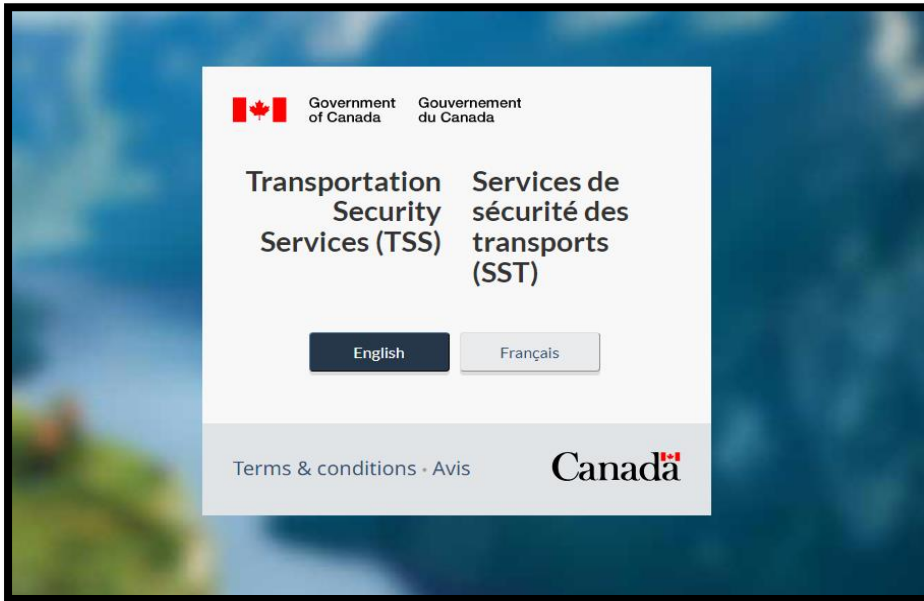 Government of Canada
Gouvernement du Canada
Transportation
Security
Services (TSS)
Services de
sécurité des
transports
(SST)
English
Français
Terms & conditions • Avis
Canada